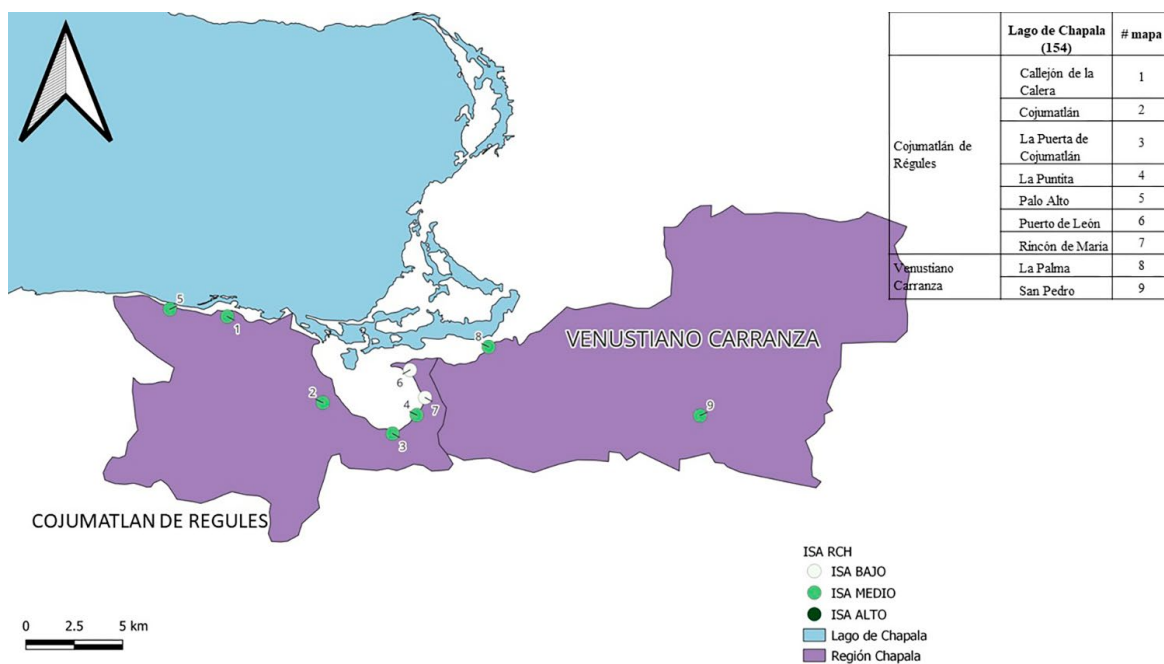 Lago de Chapala
(154)
# mapa
Cojumatlán de
Régules
Callejón de la
Calera
1
Cojumatlán
2
La Puerta de
Cojumatlán
3
La Puntita
4
Palo Alto
5
Puerto de León
6
Rincón de María
7
Venustiano
Carranza
La Palma
8
San Pedro
9
5
1
8
VENUSTIANO CARRANZA
6
2
4
7
9
3
COJUMATLAN DE REGULES
ISA RCH
ISA BAJO
ISA MEDIO
ISA ALTO
Lago de Chapala
Región Chapala
0 2.5 5 km